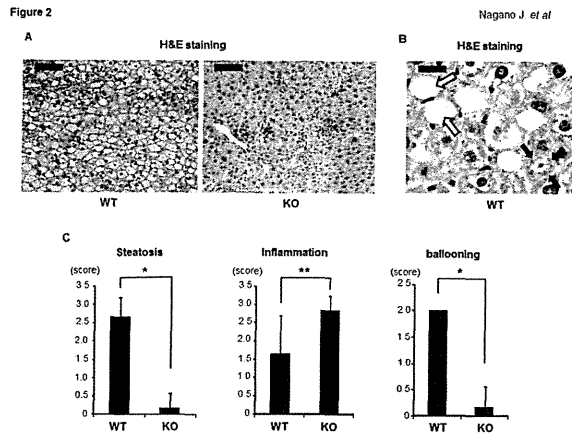 Figure 2
Nagano J. et al
A
H&E staining
B
H&E staining
WT
KO
WT
C
Steatosis
(score)
*
3.5
3.0
2.5
2.0
1.5
1.0
0.5
0
WT
KO
Inflammation
(score)
**
3.5
3.0
2.5
2.0
1.5
1.0
0.5
0
WT
KO
ballooning
(score)
*
2.5
2.0
1.5
1.0
0.5
0
WT
KO